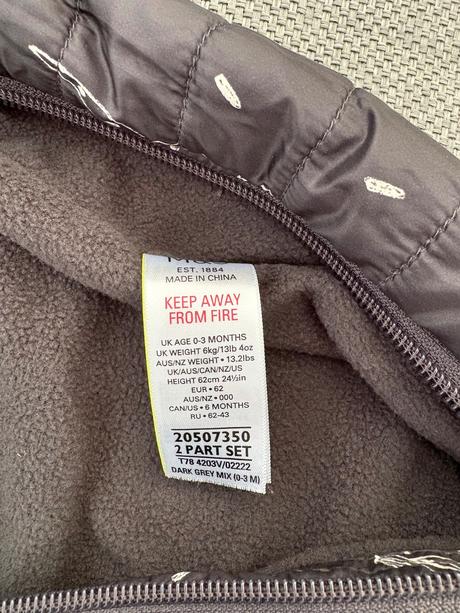 M&S
EST. 1884
MADE IN CHINA
KEEP AWAY
FROM FIRE
UK AGE 0-3 MONTHS
UK WEIGHT 6kg/13lb 4oz
AUS/NZ WEIGHT • 13.2lbs
UK/AUS/CAN/NZ/US
HEIGHT 62cm 24½in
EUR • 62
AUS/NZ • 000
CAN/US • 6 MONTHS
RU • 62-43
20507350
2 PART SET
T78 4203V/02222
DARK GREY MIX (0-3 M)